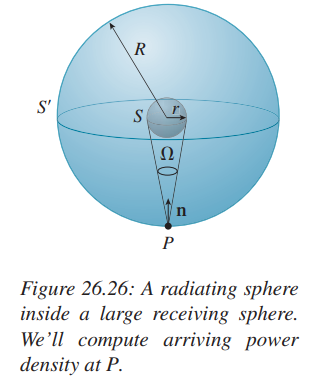 R
S'
S
r
Ω
n
P
Figure 26.26: A radiating sphere
inside a large receiving sphere.
We'll compute arriving power
density at P.